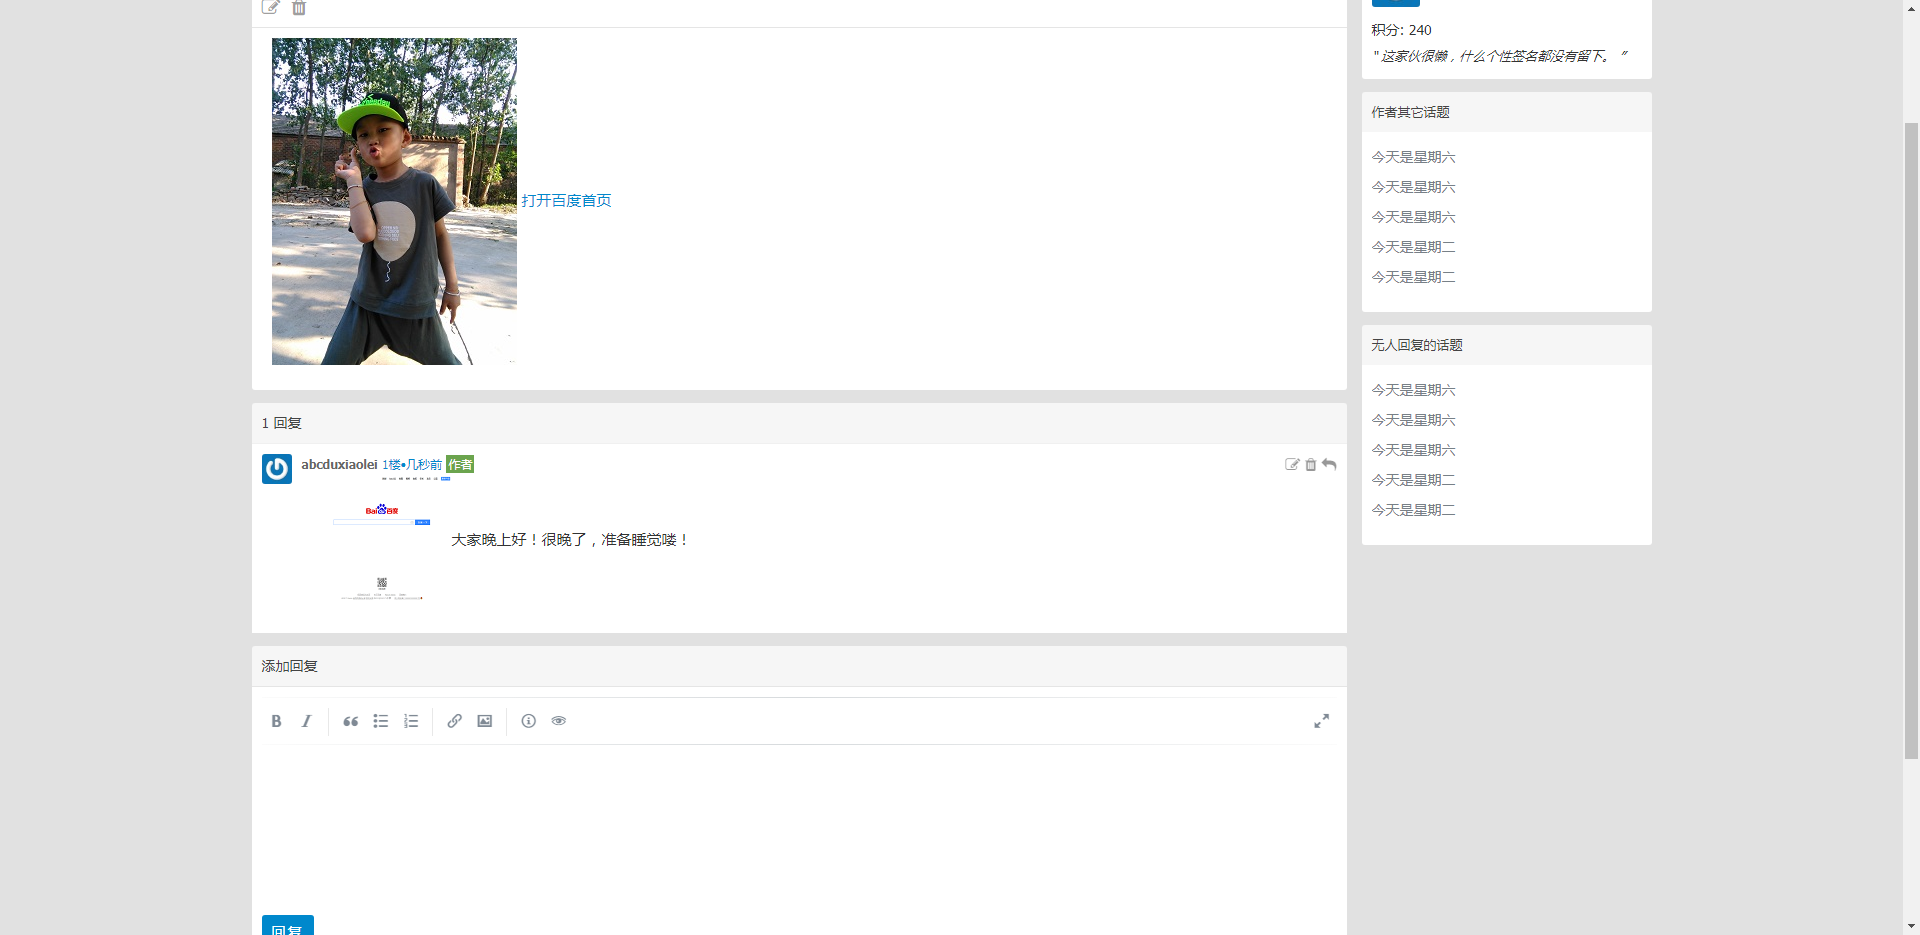 打开百度首页
1 回复
abcduxiaolei 1楼•几秒前 作者
Bai 百度
大家晚上好！很晚了，准备睡觉喽！
添加回复
回复
积分: 240
“ 这家伙很懒，什么个性签名都没有留下。 ”
作者其它话题
今天是星期六
今天是星期六
今天是星期六
今天是星期二
今天是星期二
无人回复的话题
今天是星期六
今天是星期六
今天是星期六
今天是星期二
今天是星期二